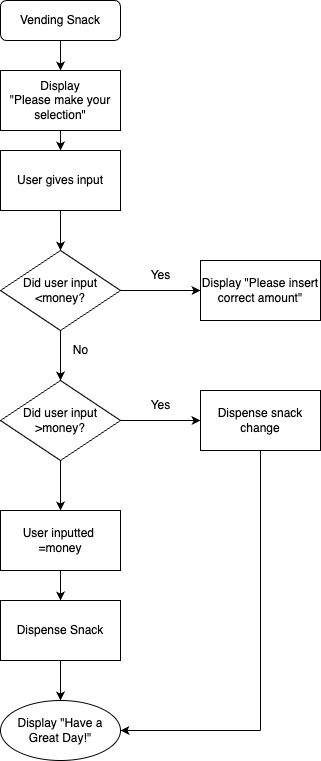 Vending Snack
Display
"Please make your
selection"
User gives input
Did user input
<money?
Yes
Display "Please insert
correct amount"
No
Did user input
>money?
Yes
Dispense snack
change
User inputted
=money
Dispense Snack
Display "Have a
Great Day!"